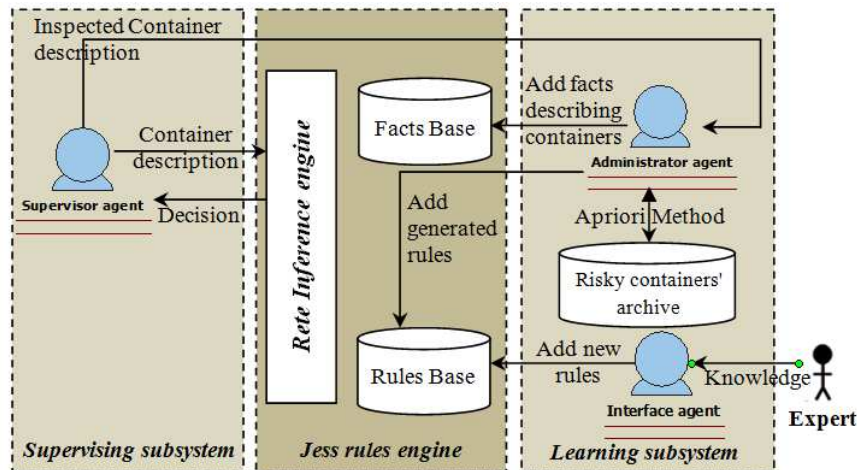 Inspected Container
description
Container
description
Supervisor agent
Decision
Supervising subsystem
Rete Inference engine
Facts Base
Add
generated
rules
Rules Base
Jess rules engine
Add facts
describing
containers
Administrator agent
Apriori Method
Risky containers'
archive
Add new
rules
Interface agent
Knowledge
Expert
Learning subsystem